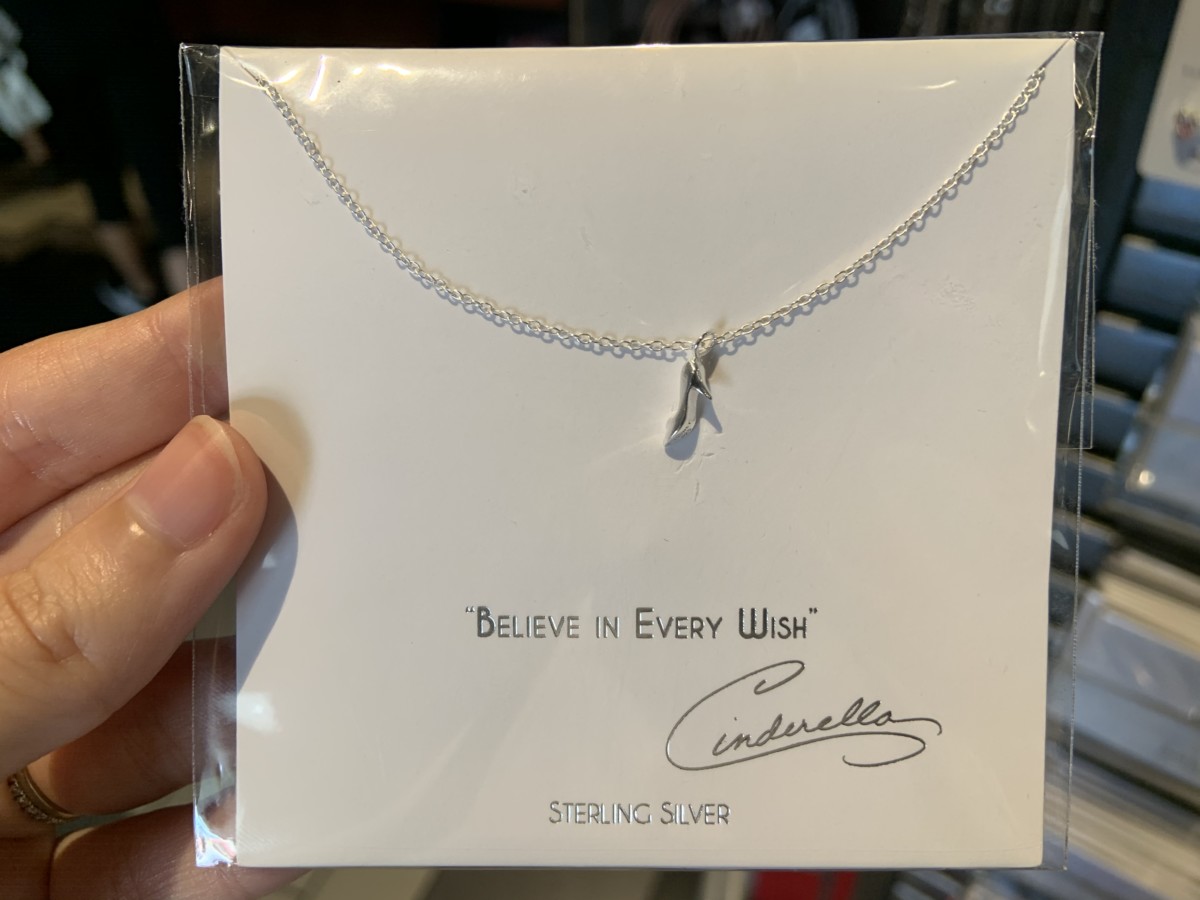 “Believe in Every Wish”
Cinderella
Sterling Silver